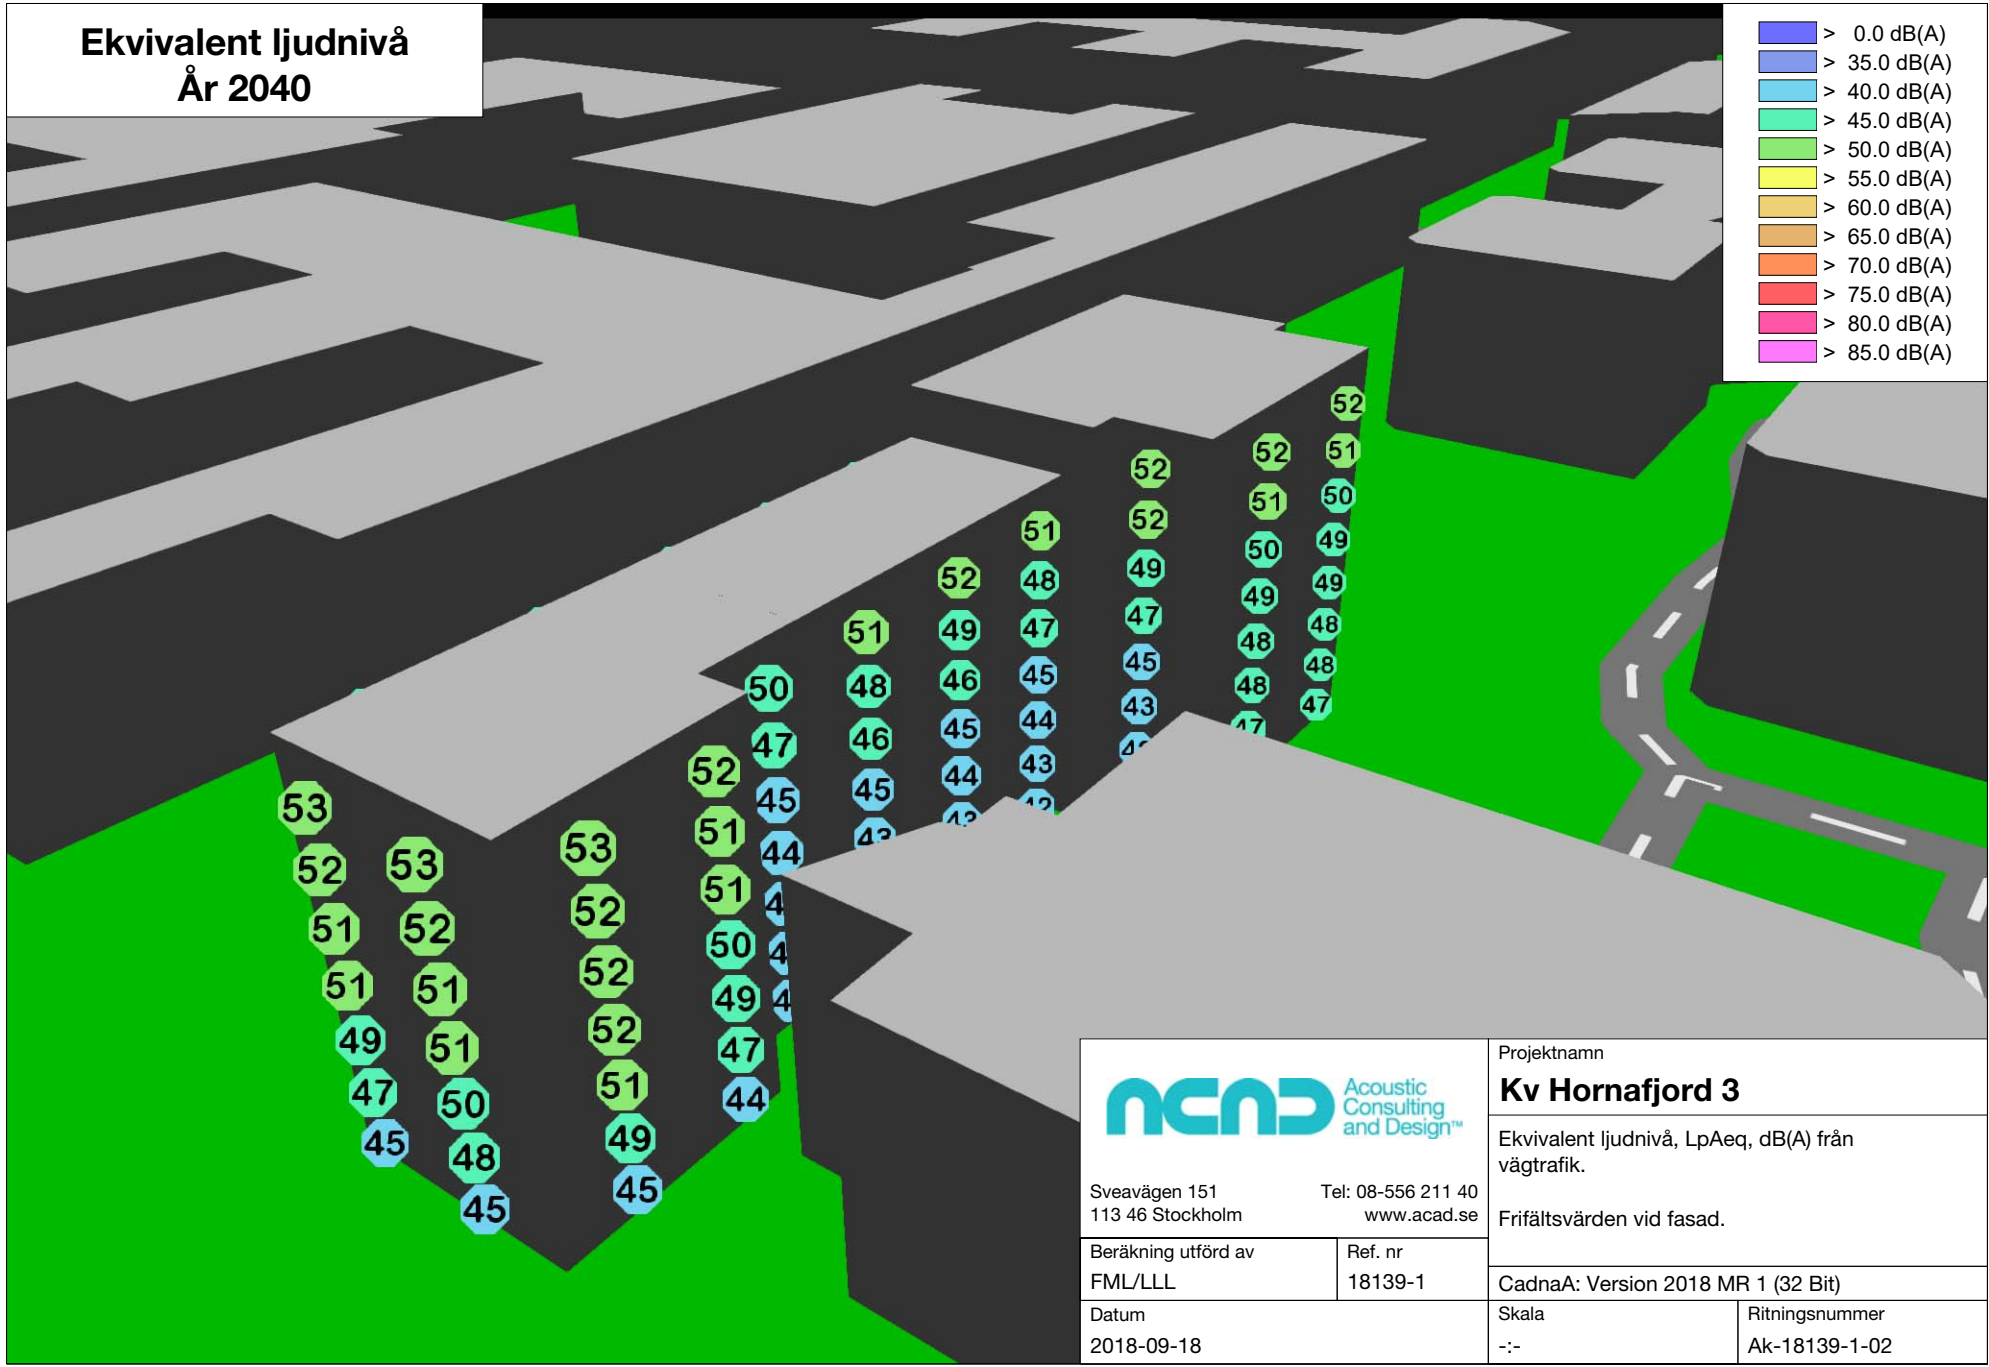 Ekvivalent ljudnivå
År 2040
> 0.0 dB(A)
> 35.0 dB(A)
> 40.0 dB(A)
> 45.0 dB(A)
> 50.0 dB(A)
> 55.0 dB(A)
> 60.0 dB(A)
> 65.0 dB(A)
> 70.0 dB(A)
> 75.0 dB(A)
> 80.0 dB(A)
> 85.0 dB(A)
53
52
51
51
49
47
45
53
52
51
51
50
48
45
53
52
52
52
51
49
45
52
51
51
50
49
47
44
50
47
45
44
51
48
46
45
43
52
49
46
45
44
43
51
48
47
45
44
43
42
52
52
49
47
45
43
52
51
50
49
48
48
47
52
51
50
49
49
48
48
47
ACAD Acoustic
Consulting
and Design™
Sveavägen 151 Tel: 08-556 211 40
113 46 Stockholm www.acad.se
Beräkning utförd av
FML/LLL
Ref. nr
18139-1
Datum
2018-09-18
Projektnamn
Kv Hornafjord 3
Ekvivalent ljudnivå, LpAeq, dB(A) från
vägtrafik.
Frifältsvärden vid fasad.
CadnaA: Version 2018 MR 1 (32 Bit)
Skala
-:-
Ritningsnummer
Ak-18139-1-02